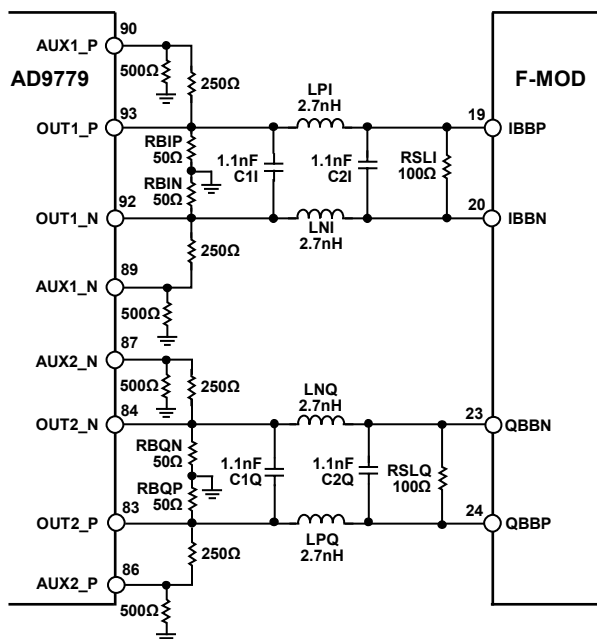 AD9779
F-MOD
AUX1_P
90
500Ω
250Ω
LPI
2.7nH
OUT1_P
93
19
IBBP
RBIP
50Ω
1.1nF
C1I
1.1nF
C2I
RSLI
100Ω
RBIN
50Ω
OUT1_N
92
20
IBBN
LNI
2.7nH
250Ω
89
AUX1_N
500Ω
87
AUX2_N
500Ω
250Ω
LNQ
2.7nH
84
OUT2_N
23
QBBN
RBQN
50Ω
1.1nF
C1Q
1.1nF
C2Q
RSLQ
100Ω
RBQP
50Ω
83
OUT2_P
24
QBBP
LPQ
2.7nH
250Ω
86
AUX2_P
500Ω